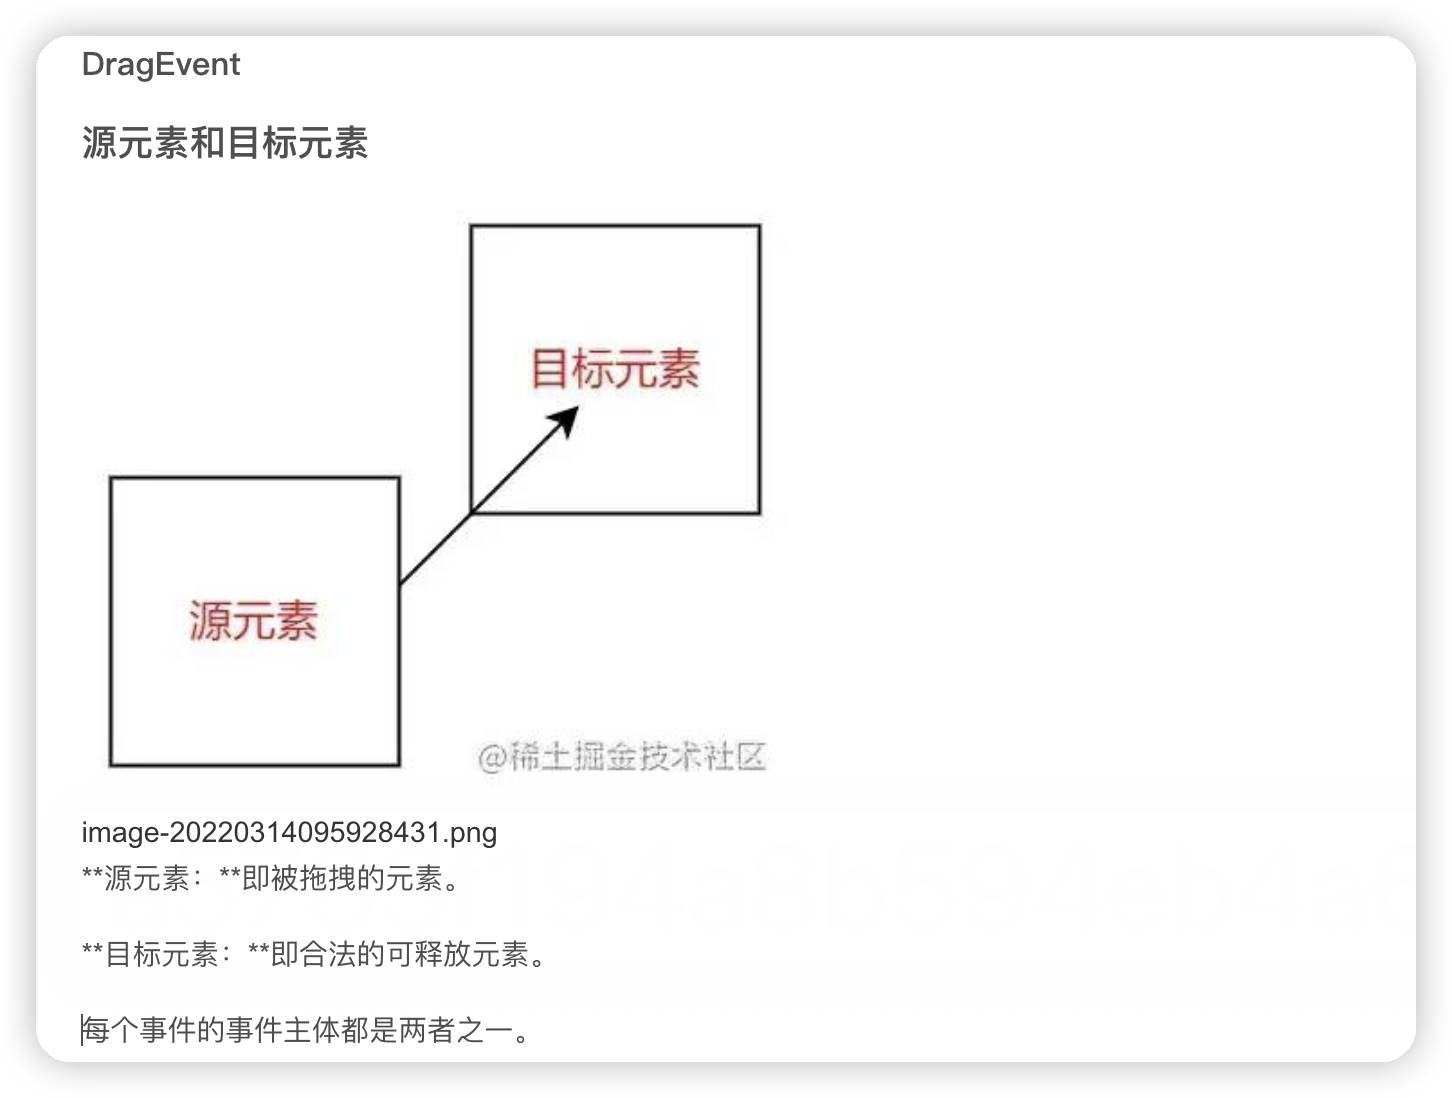 DragEvent
源元素和目标元素
目标元素
源元素
@稀土掘金技术社区
image-20220314095928431.png
**源元素：**即被拖拽的元素。
**目标元素：**即合法的可释放元素。
每个事件的事件主体都是两者之一。